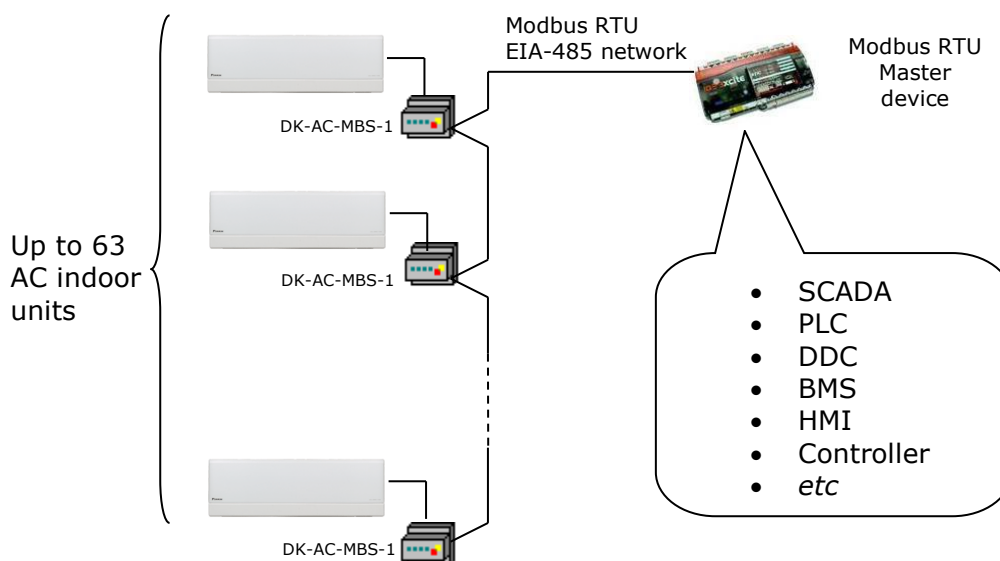 Modbus RTU
EIA-485 network
Modbus RTU
Master
device
DK-AC-MBS-1
DK-AC-MBS-1
Up to 63
AC indoor
units
• SCADA
• PLC
• DDC
• BMS
• HMI
• Controller
• etc
DK-AC-MBS-1